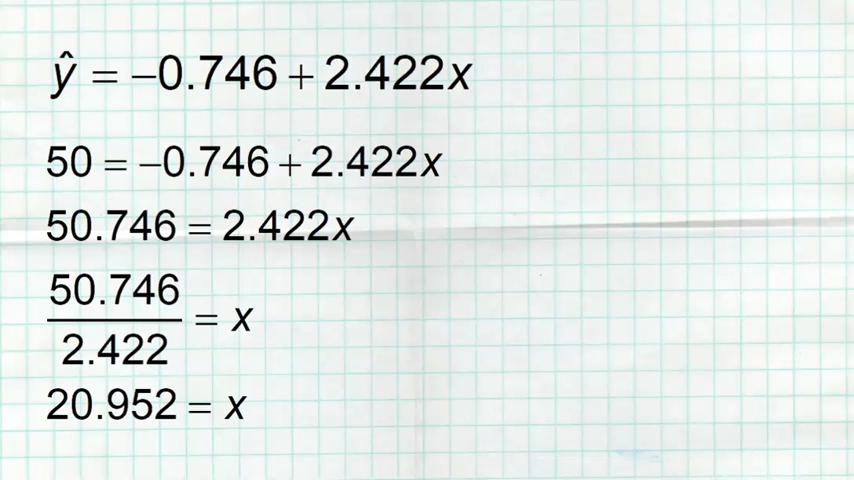 ŷ = −0.746 + 2.422x
50 = −0.746 + 2.422x
50.746 = 2.422x
50.746
2.422
= x
20.952 = x